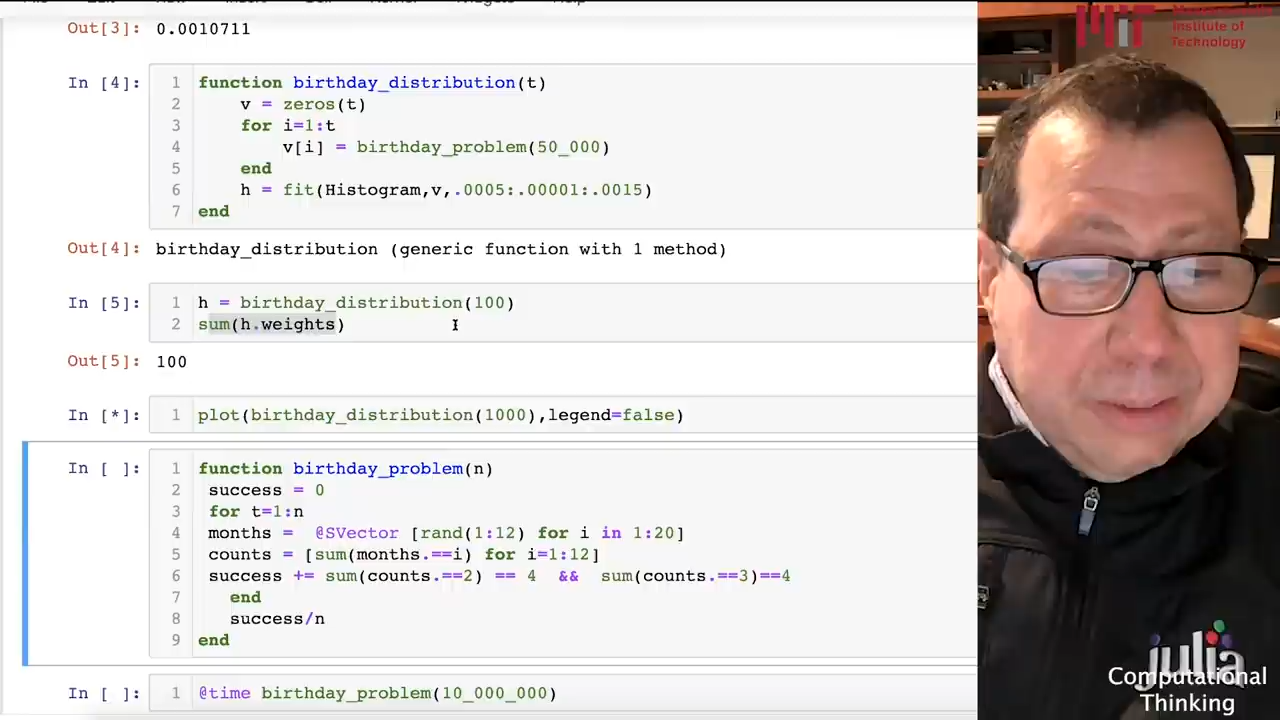 Out[3]: 0.0010711
In [4]:
1 function birthday_distribution(t)
2 v = zeros(t)
3 for i=1:t
4 v[i] = birthday_problem(50_000)
5 end
6 h = fit(Histogram,v,.0005:.00001:.0015)
7 end
Out[4]: birthday_distribution (generic function with 1 method)
In [5]:
1 h = birthday_distribution(100)
2 sum(h.weights)
Out[5]: 100
In [*]: 1 plot(birthday_distribution(1000),legend=false)
In [ ]:
1 function birthday_problem(n)
2 success = 0
3 for t=1:n
4 months = @SVector [rand(1:12) for i in 1:20]
5 counts = [sum(months.==i) for i=1:12]
6 success += sum(counts.==2) == 4 && sum(counts.==3)==4
7 end
8 success/n
9 end
In [ ]: 1 @time birthday_problem(10_000_000)
Institute of
Technology
julia
Computational
Thinking